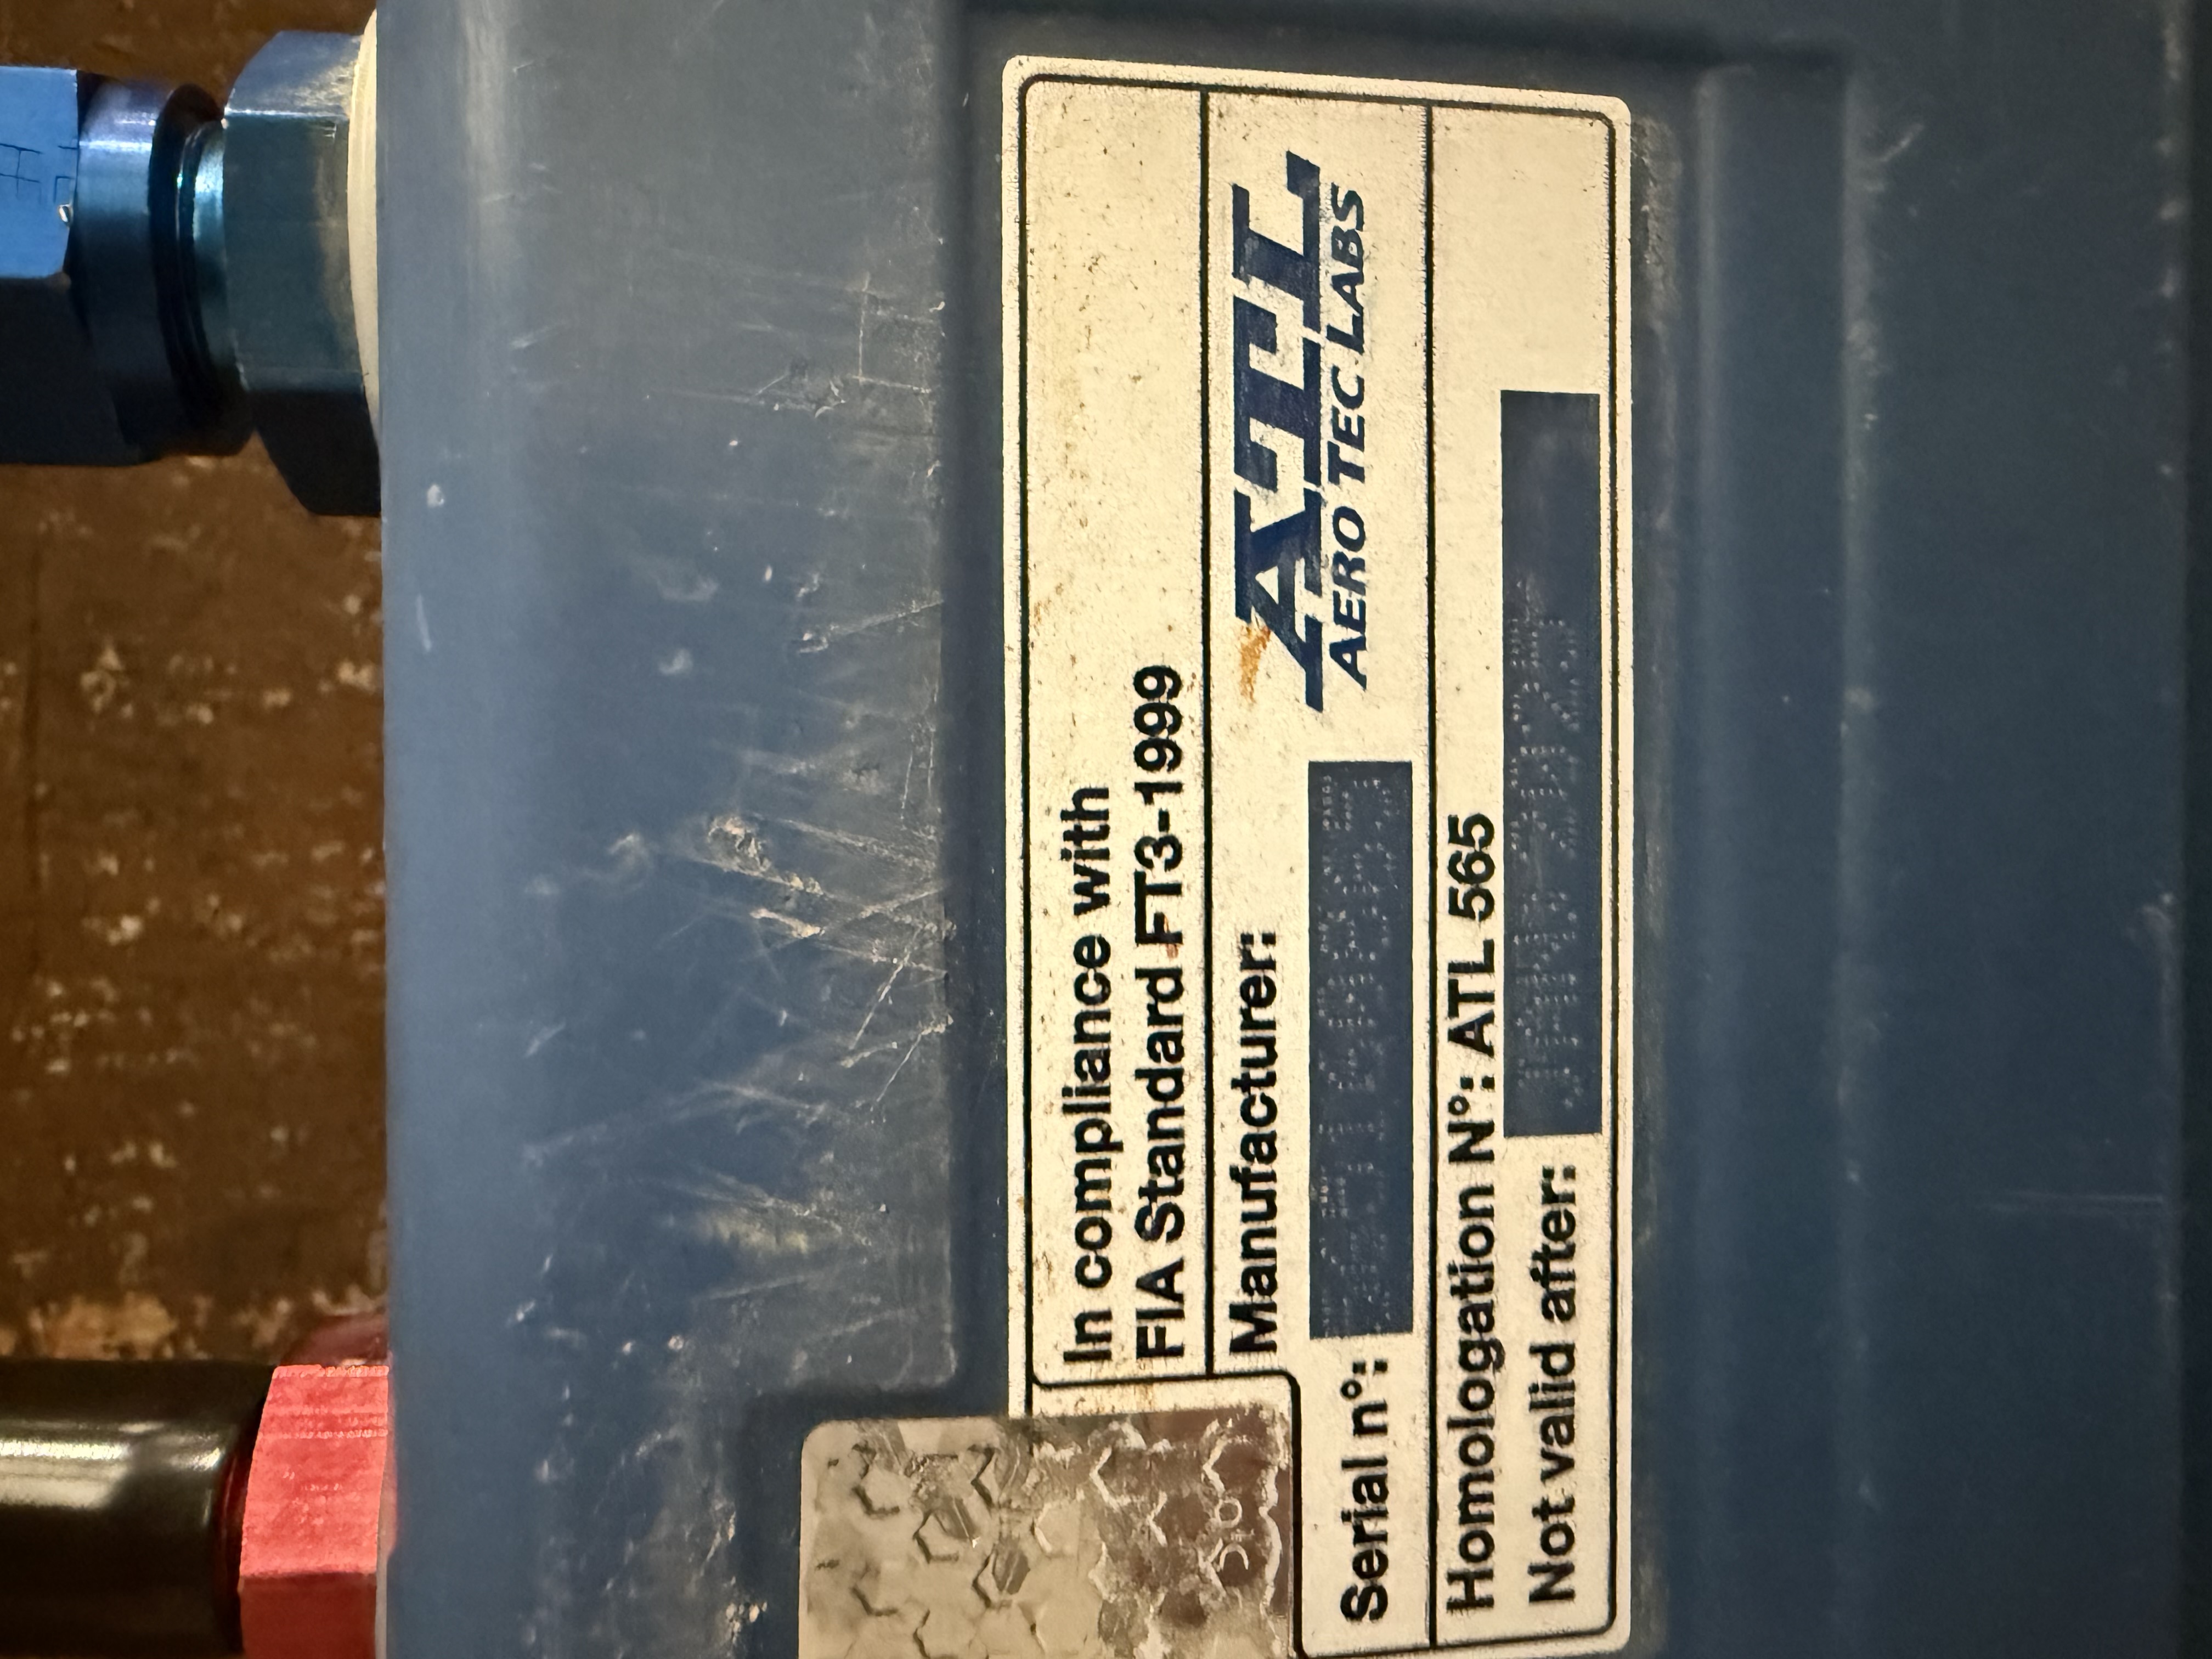 In compliance with
FIA Standard FT3-1999
Manufacturer:
ATL
AERO TEC LABS
Serial n°:
Homologation N°: ATL 565
Not valid after: